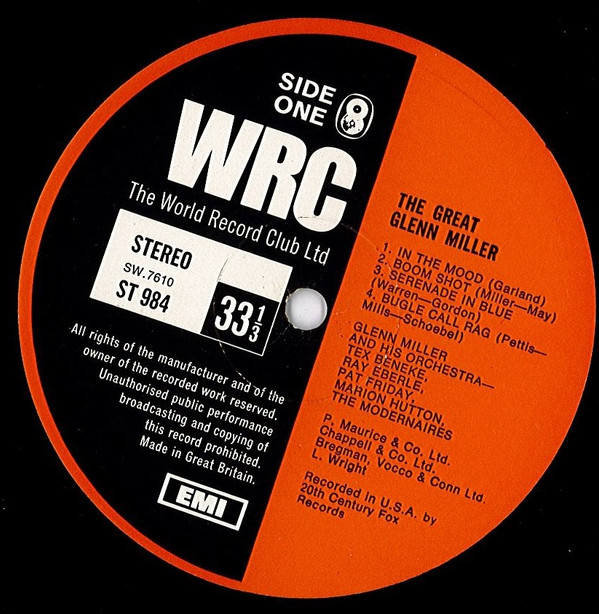 SIDE
ONE
8
WRC
The World Record Club Ltd
STEREO
SW.7610
ST 984
33 1/3
All rights of the manufacturer and of the
owner of the recorded work reserved.
Unauthorised public performance
broadcasting and copying of
this record prohibited.
Made in Great Britain.
EMI
THE GREAT
GLENN MILLER
1. IN THE MOOD (Garland)
2. BOOM SHOT (Miller—May)
3. SERENADE IN BLUE
(Warren—Gordon)
4. BUGLE CALL RAG (Pettis—
Mills—Schoebel)
GLENN MILLER
AND HIS ORCHESTRA—
TEX BENEKE,
RAY EBERLE,
PAT FRIDAY,
MARION HUTTON,
THE MODERNAIRES
P. Maurice & Co. Ltd.
Chappell & Co. Ltd.
Bregman, Vocco & Conn Ltd.
L. Wright
Recorded in U.S.A. by
20th Century Fox
Records